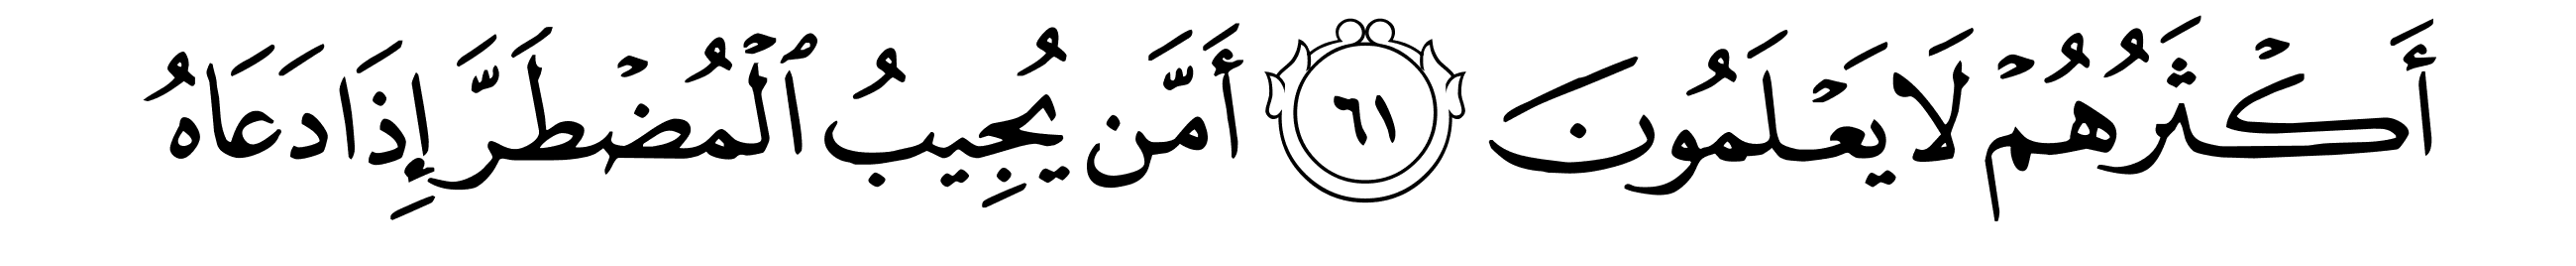 أَكْثَرُهُمْ لَا يَعْلَمُونَ ٦١ أَمَّن يُجِيبُ ٱلْمُضْطَرَّ إِذَا دَعَاهُ